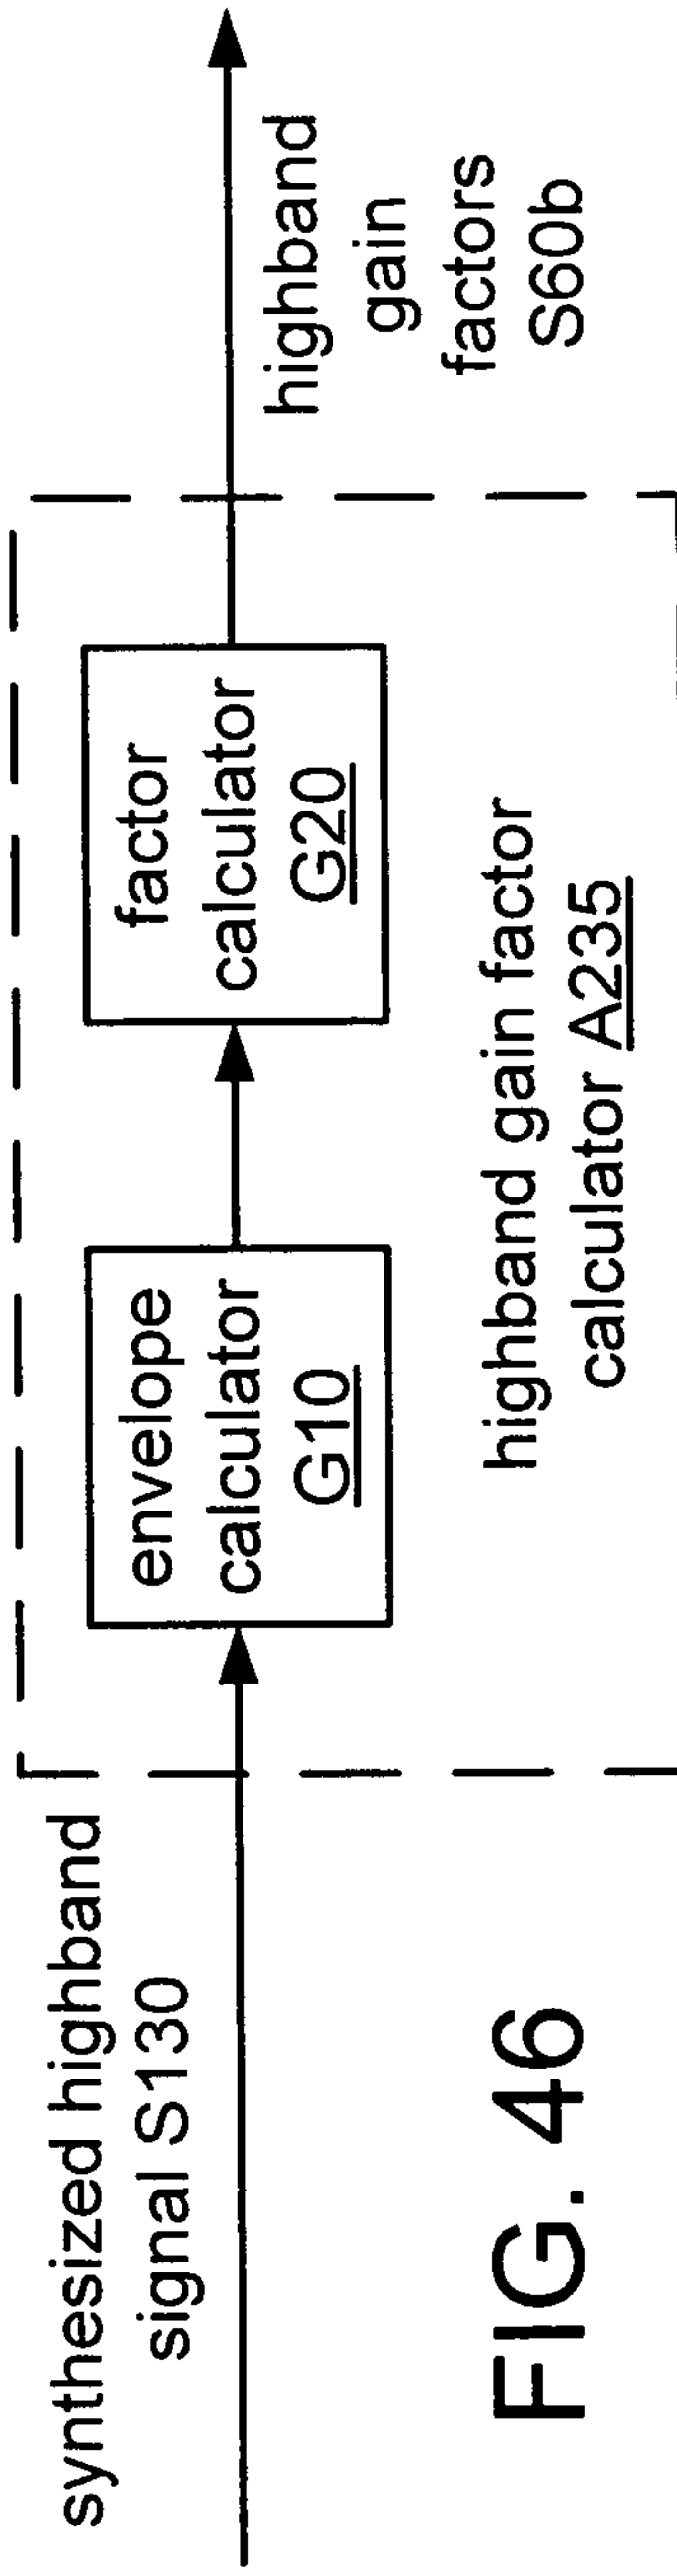 synthesized highband
signal S130
envelope
calculator
G10
factor
calculator
G20
highband
gain
factors
S60b
highband gain factor
calculator A235
FIG. 46